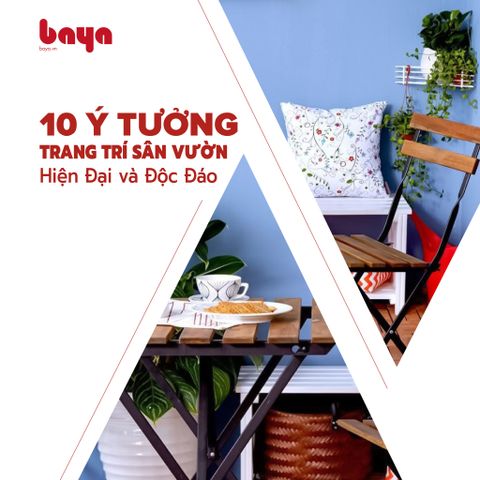 baya
baya.vn
10 Ý TƯỞNG
TRANG TRÍ SÂN VƯỜN
Hiện Đại và Độc Đáo